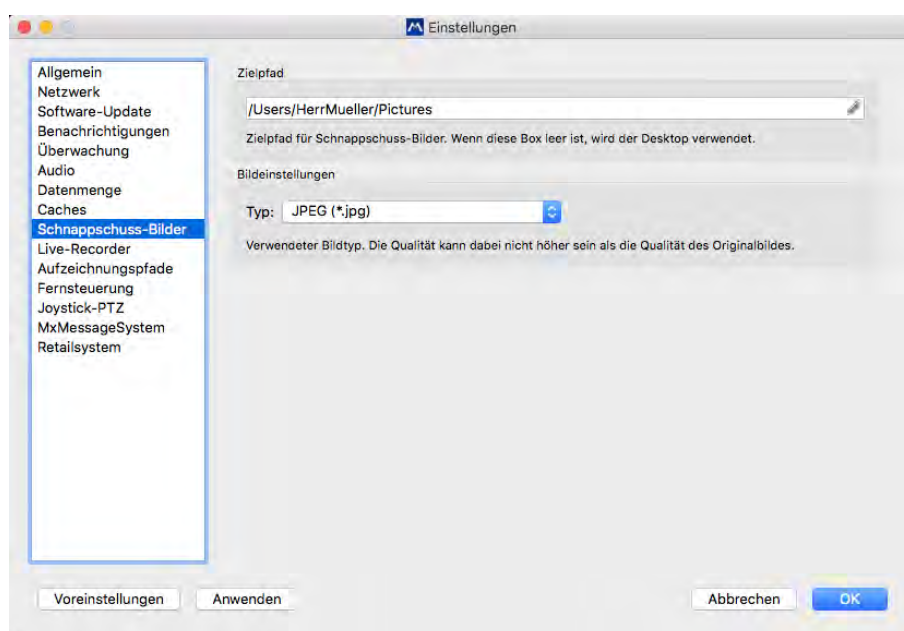 Einstellungen
Allgemein
Netzwerk
Software-Update
Benachrichtigungen
Überwachung
Audio
Datenmenge
Caches
Schnappschuss-Bilder
Live-Recorder
Aufzeichnungspfade
Fernsteuerung
Joystick-PTZ
MxMessageSystem
Retailsystem
Zielpfad
/Users/HerrMueller/Pictures
Zielpfad für Schnappschuss-Bilder. Wenn diese Box leer ist, wird der Desktop verwendet.
Bildeinstellungen
Typ: JPEG (*.jpg)
Verwendeter Bildtyp. Die Qualität kann dabei nicht höher sein als die Qualität des Originalbildes.
Voreinstellungen Anwenden Abbrechen OK